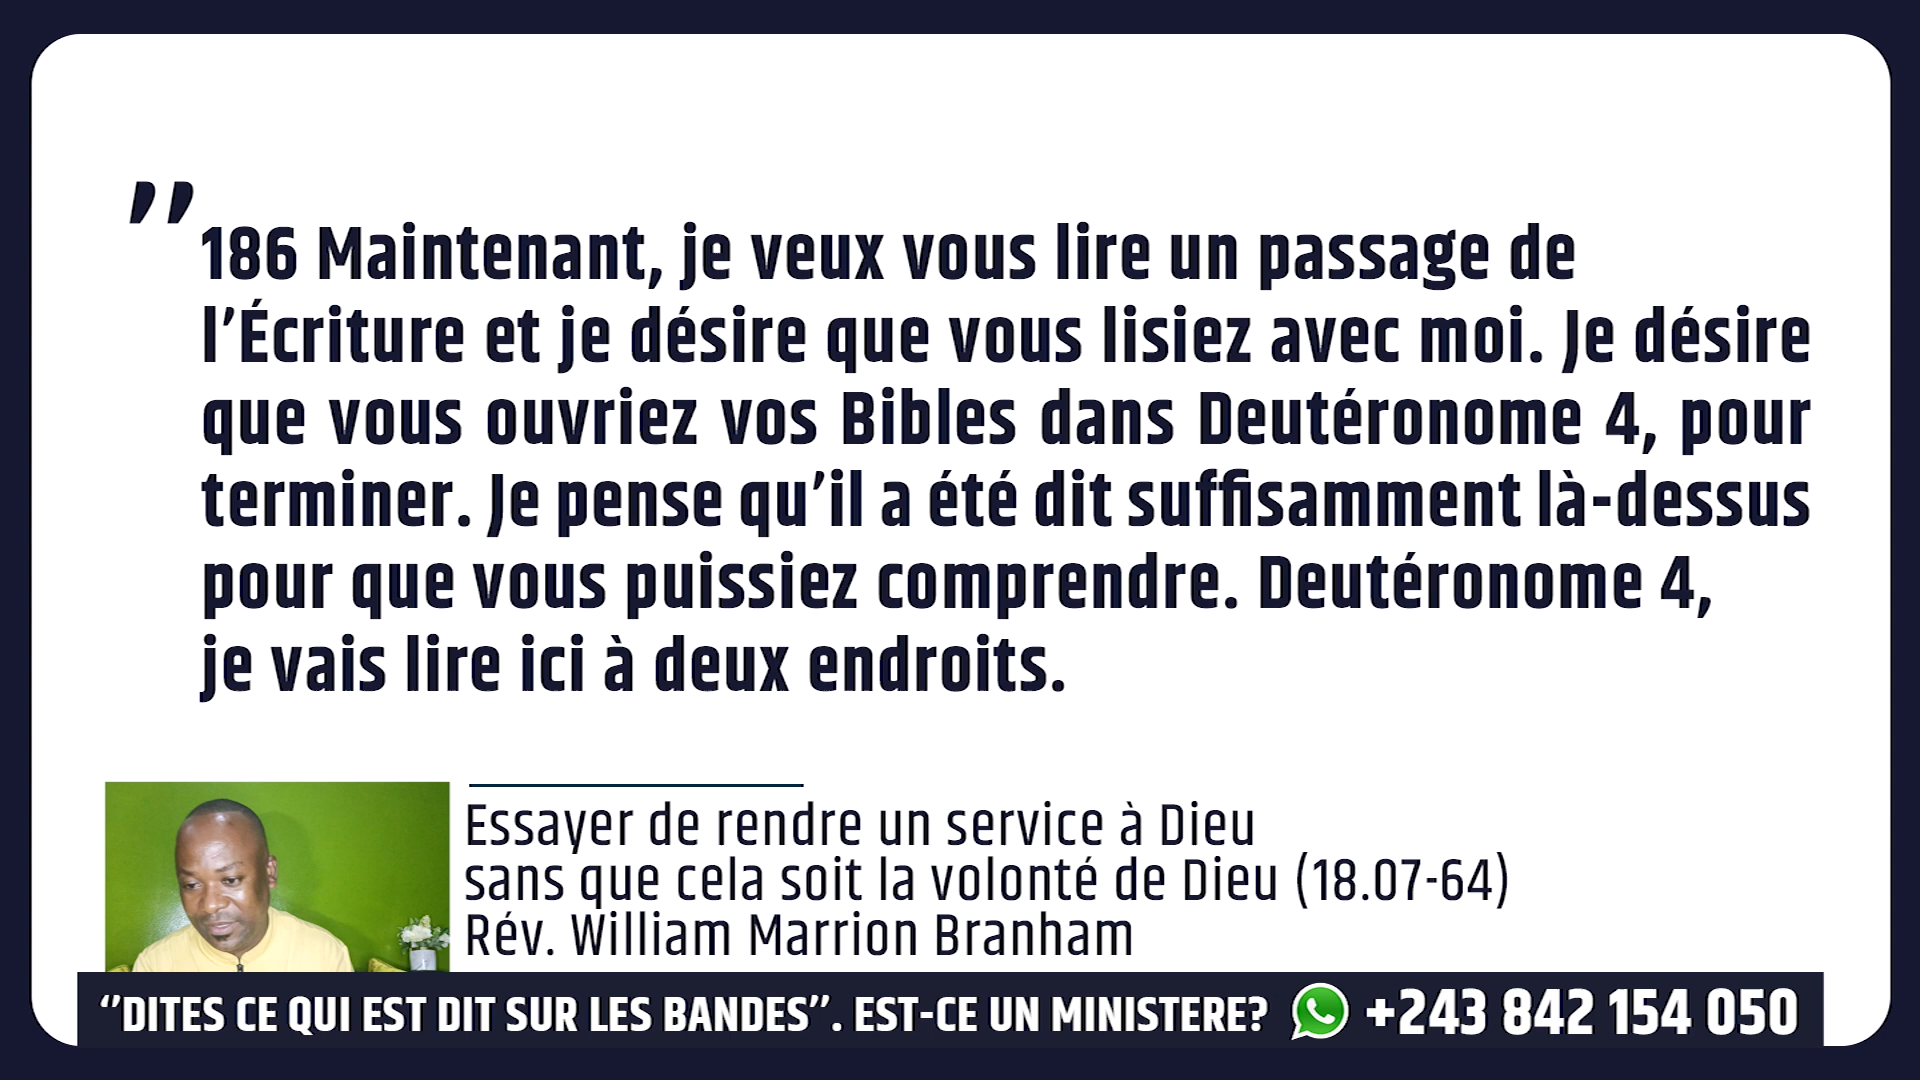 ’’
186 Maintenant, je veux vous lire un passage de
l’Écriture et je désire que vous lisiez avec moi. Je désire
que vous ouvriez vos Bibles dans Deutéronome 4, pour
terminer. Je pense qu’il a été dit suffisamment là-dessus
pour que vous puissiez comprendre. Deutéronome 4,
je vais lire ici à deux endroits.
Essayer de rendre un service à Dieu
sans que cela soit la volonté de Dieu (18.07-64)
Rév. William Marrion Branham
‘’DITES CE QUI EST DIT SUR LES BANDES’’. EST-CE UN MINISTERE? +243 842 154 050